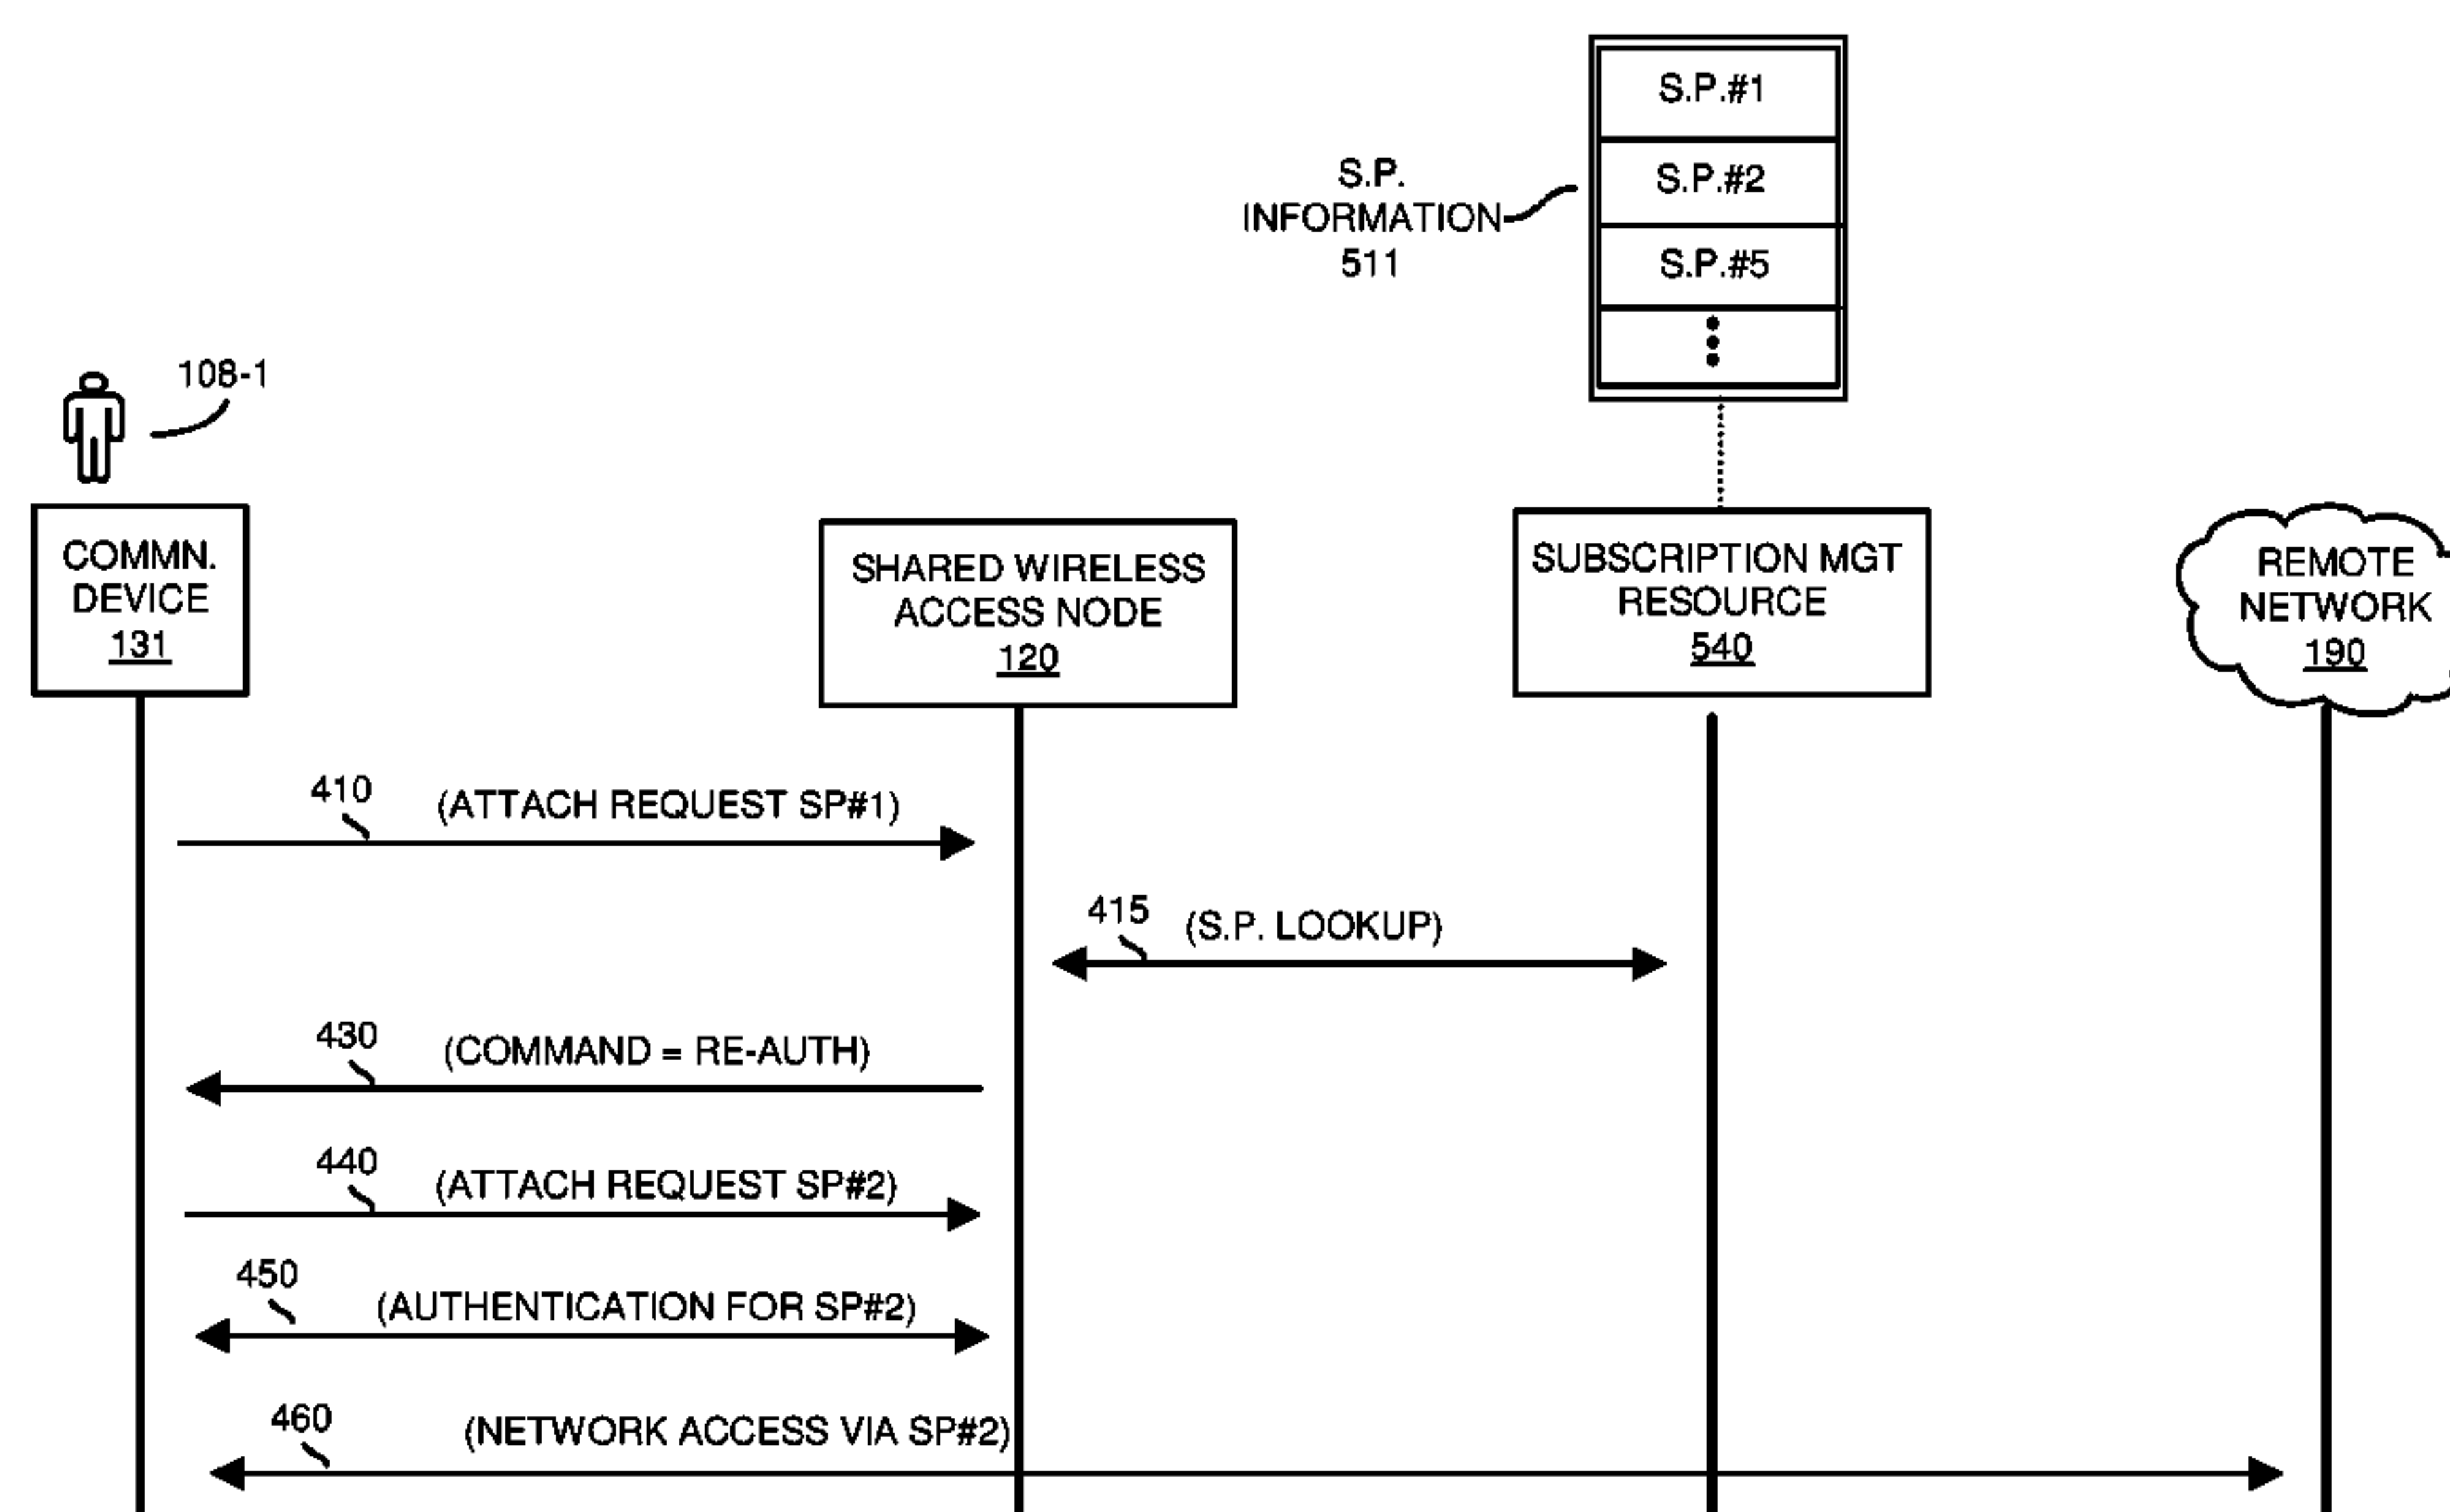 S.P.#1
S.P.#2
S.P.#5
S.P.
INFORMATION
511
108-1
COMMN.
DEVICE
131
SHARED WIRELESS
ACCESS NODE
120
SUBSCRIPTION MGT
RESOURCE
540
REMOTE
NETWORK
190
410
(ATTACH REQUEST SP#1)
415
(S.P. LOOKUP)
430
(COMMAND = RE-AUTH)
440
(ATTACH REQUEST SP#2)
450
(AUTHENTICATION FOR SP#2)
460
(NETWORK ACCESS VIA SP#2)